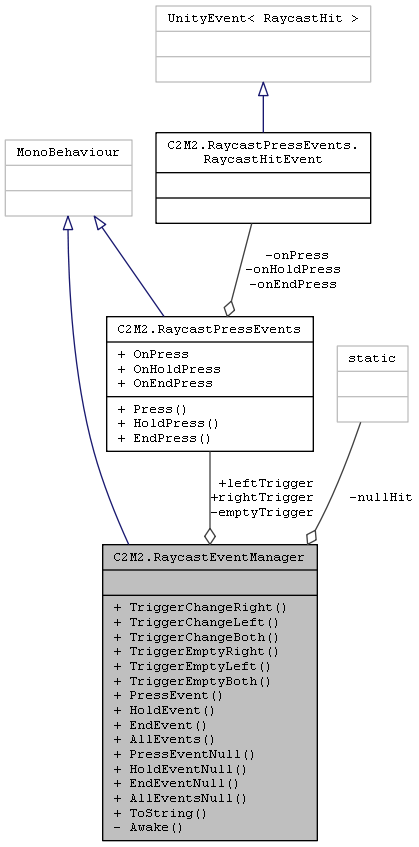 UnityEvent< RaycastHit >
MonoBehaviour
C2M2.RaycastPressEvents.
RaycastHitEvent
-onPress
-onHoldPress
-onEndPress
C2M2.RaycastPressEvents
+ OnPress
+ OnHoldPress
+ OnEndPress
+ Press()
+ HoldPress()
+ EndPress()
static
+leftTrigger
+rightTrigger
-emptyTrigger
-nullHit
C2M2.RaycastEventManager
+ TriggerChangeRight()
+ TriggerChangeLeft()
+ TriggerChangeBoth()
+ TriggerEmptyRight()
+ TriggerEmptyLeft()
+ TriggerEmptyBoth()
+ PressEvent()
+ HoldEvent()
+ EndEvent()
+ AllEvents()
+ PressEventNull()
+ HoldEventNull()
+ EndEventNull()
+ AllEventsNull()
+ ToString()
- Awake()